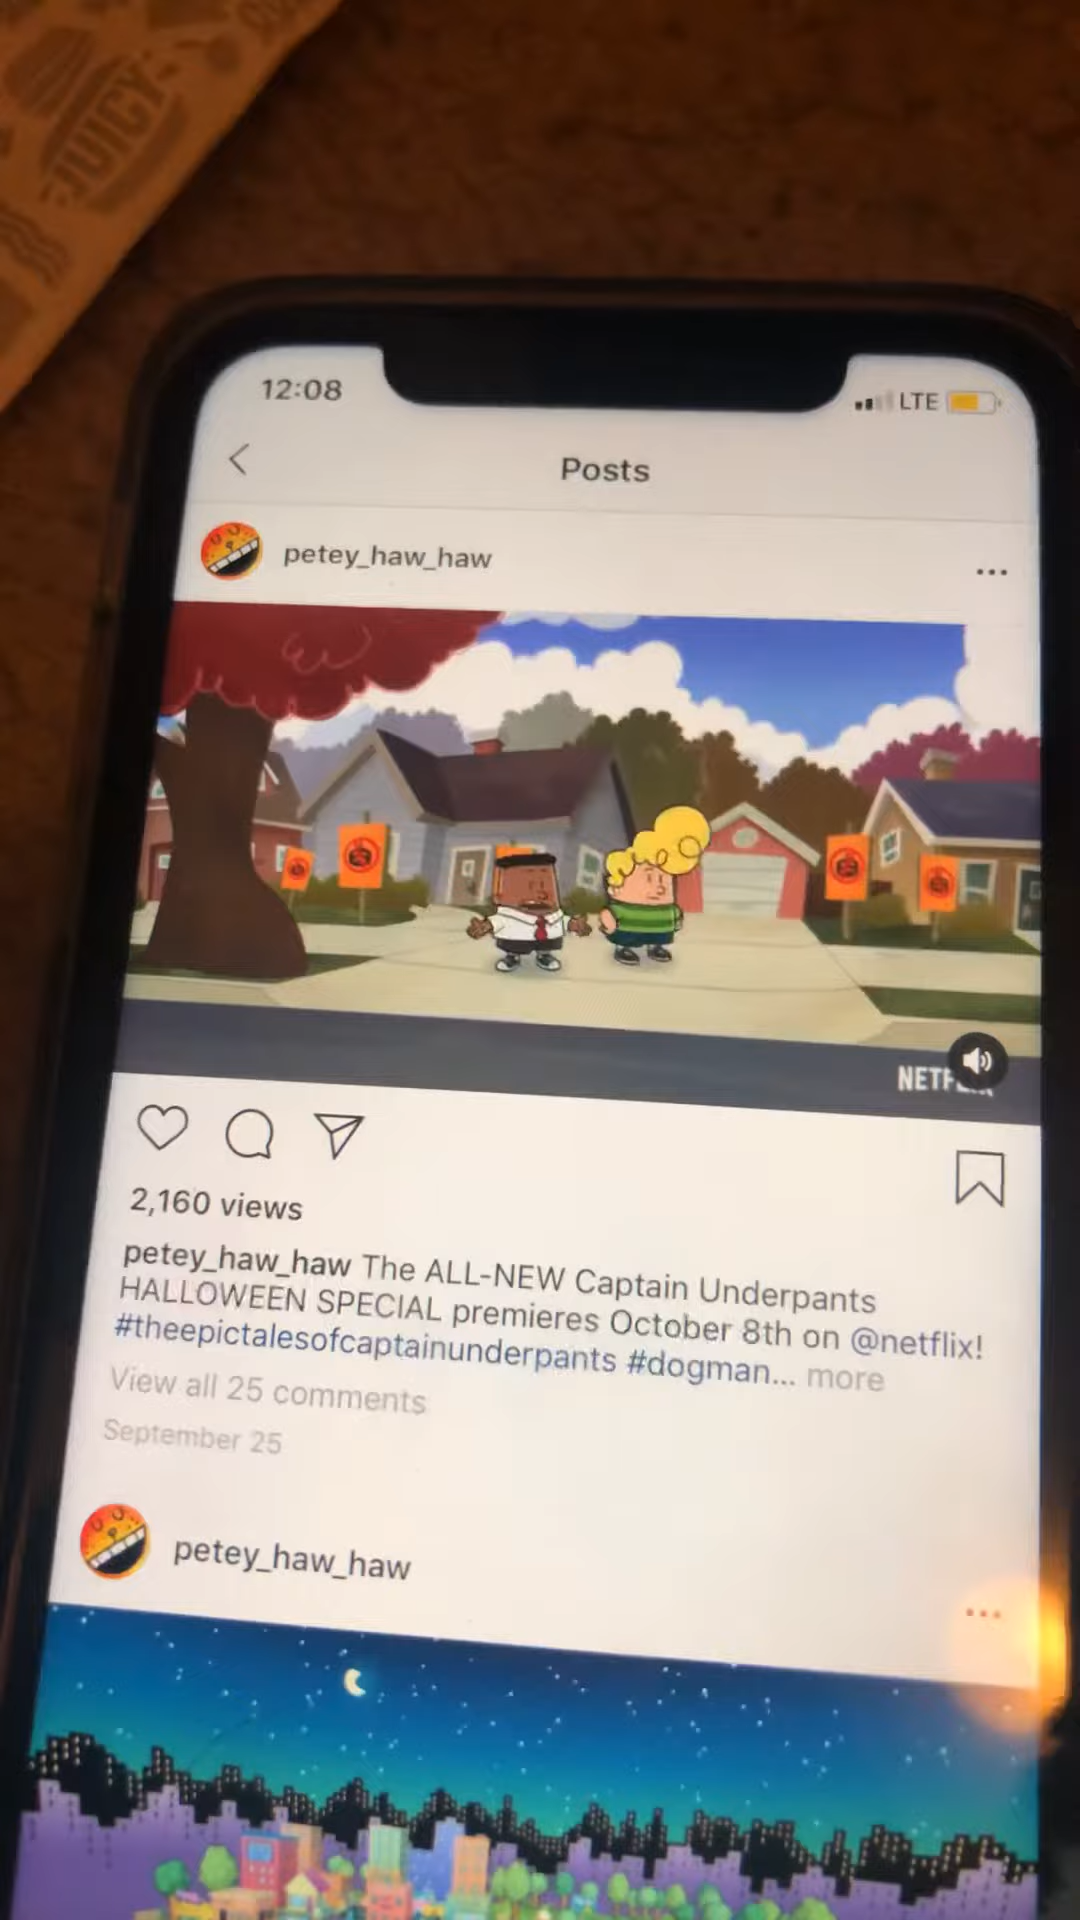 JUICY
12:08
LTE
Posts
petey_haw_haw
petey_haw_haw The ALL-NEW Captain Underpants
HALLOWEEN SPECIAL premieres October 8th on @netflix!
#theepictalesofcaptainunderpants #dogman... more
2,160 views
View all 25 comments
September 25
petey_haw_haw